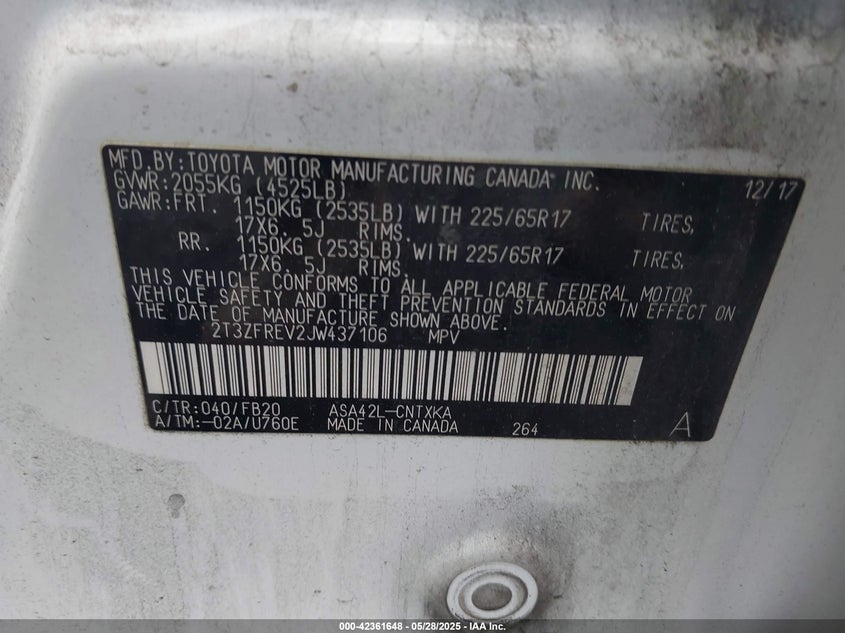 MFD.BY:TOYOTA MOTOR MANUFACTURING CANADA INC. 12/17
GVWR:2055KG (4525LB)
GAWR:FRT. 1150KG (2535LB) WITH 225/65R17 TIRES,
17X6. 5J RIMS.
RR. 1150KG (2535LB) WITH 225/65R17 TIRES,
17X6. 5J RIMS.
THIS VEHICLE CONFORMS TO ALL APPLICABLE FEDERAL MOTOR
VEHICLE SAFETY AND THEFT PREVENTION STANDARDS IN EFFECT ON
THE DATE OF MANUFACTURE SHOWN ABOVE.
2T3ZFREV2JW437106 MPV
C/TR:040/FB20 ASA42L-CNTXKA
A/TM:-02A/U760E MADE IN CANADA 264 A
000-42361648 - 05/28/2025 - IAA Inc.